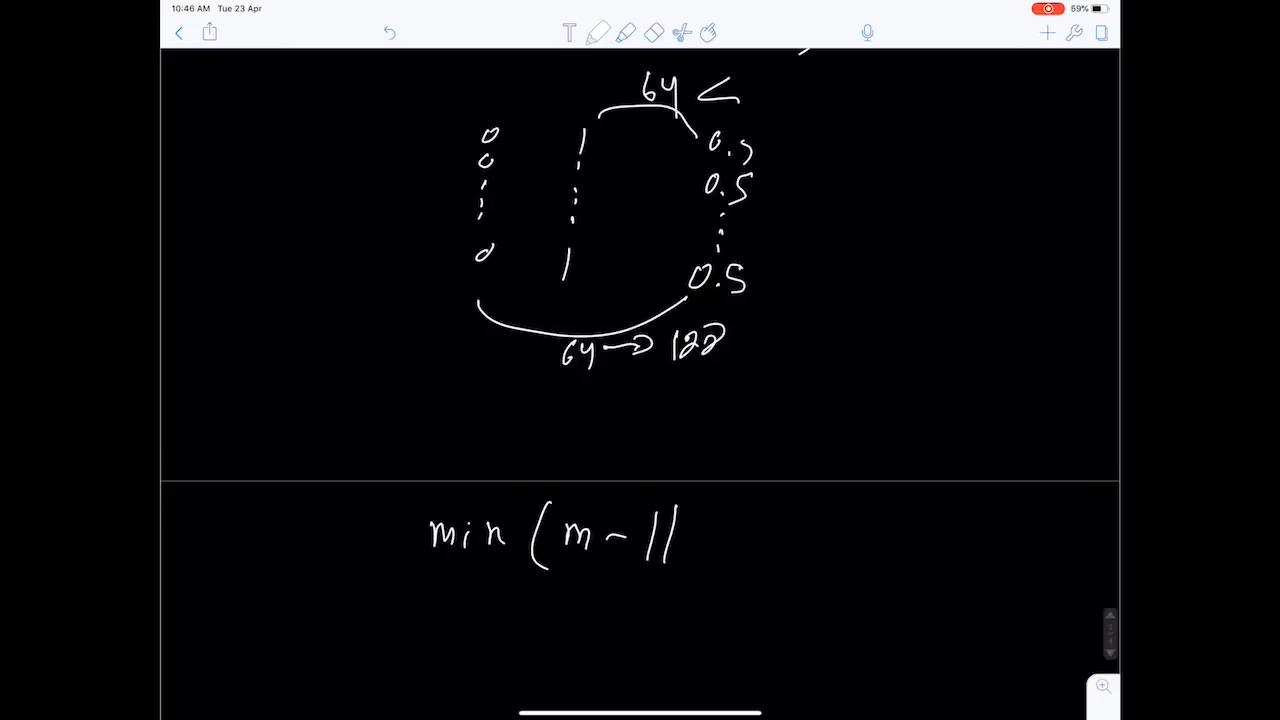 10:46 AM Tue 23 Apr
59%
64 <
0 1 0.5
0 0.5
0 1 0.5
64 → 128
min (m - ||